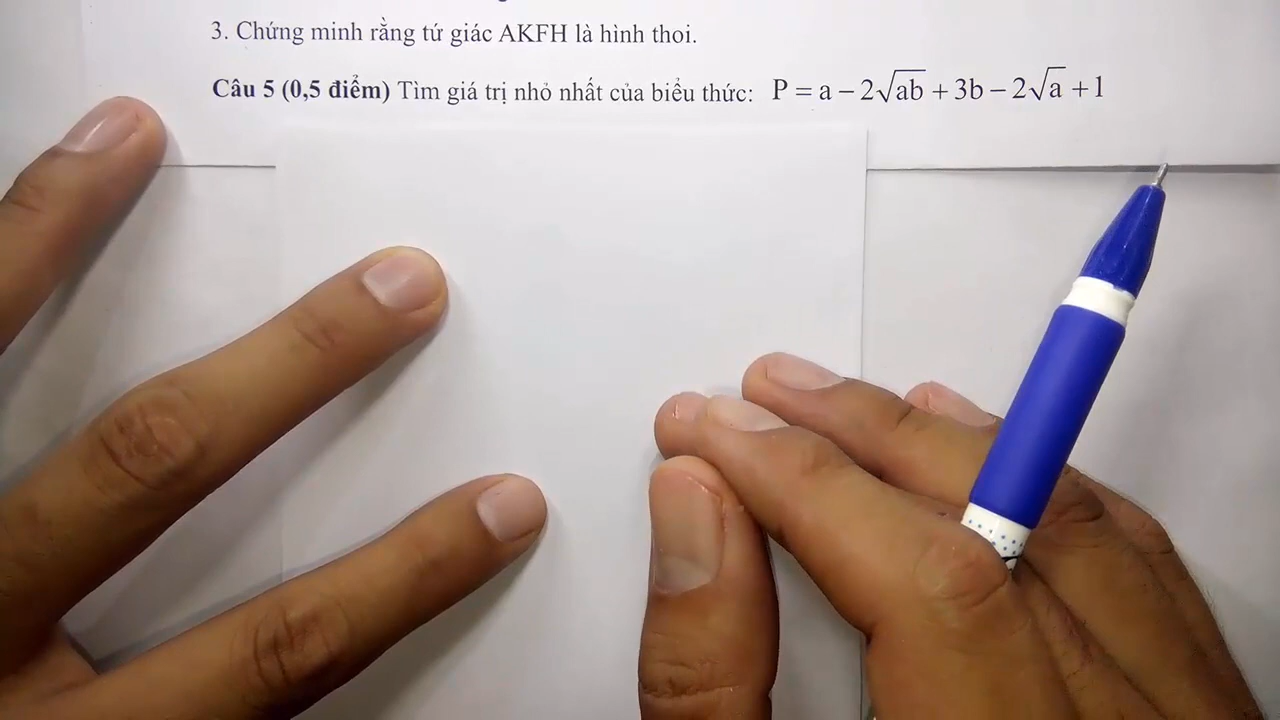 3. Chứng minh rằng tứ giác AKFH là hình thoi.
Câu 5 (0,5 điểm) Tìm giá trị nhỏ nhất của biểu thức: P = a − 2√ab + 3b − 2√a + 1